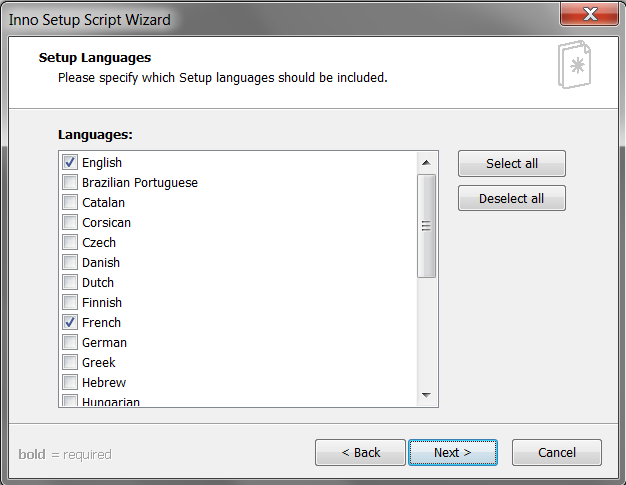 Inno Setup Script Wizard
Setup Languages
Please specify which Setup languages should be included.
Languages:
English
Brazilian Portuguese
Catalan
Corsican
Czech
Danish
Dutch
Finnish
French
German
Greek
Hebrew
Hungarian
Select all
Deselect all
bold = required
< Back
Next >
Cancel